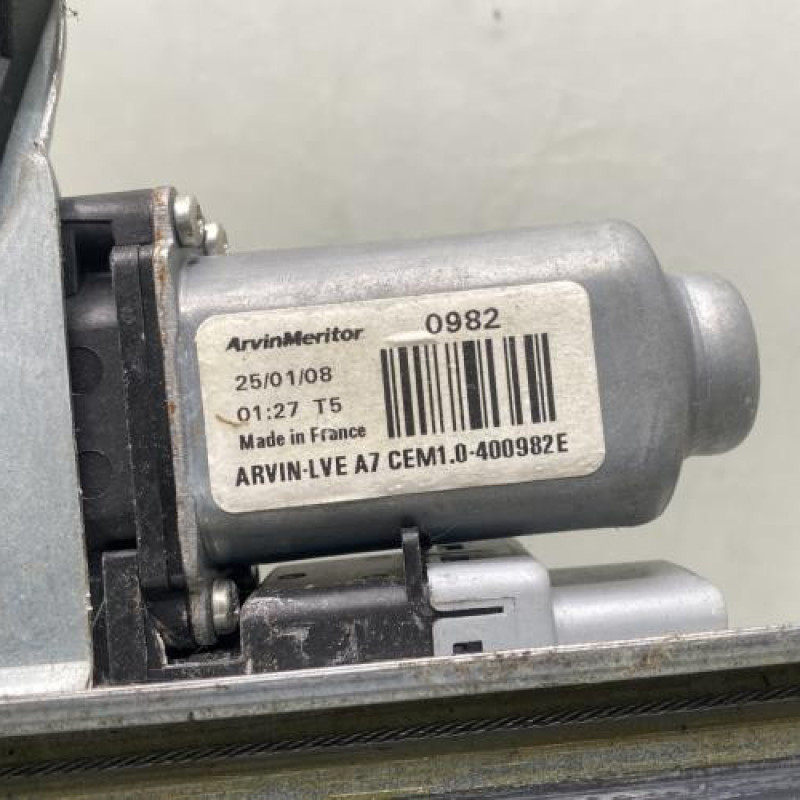 ArvinMeritor
0982
25/01/08
01:27 T5
Made in France
ARVIN-LVE A7 CEM1.0-400982E